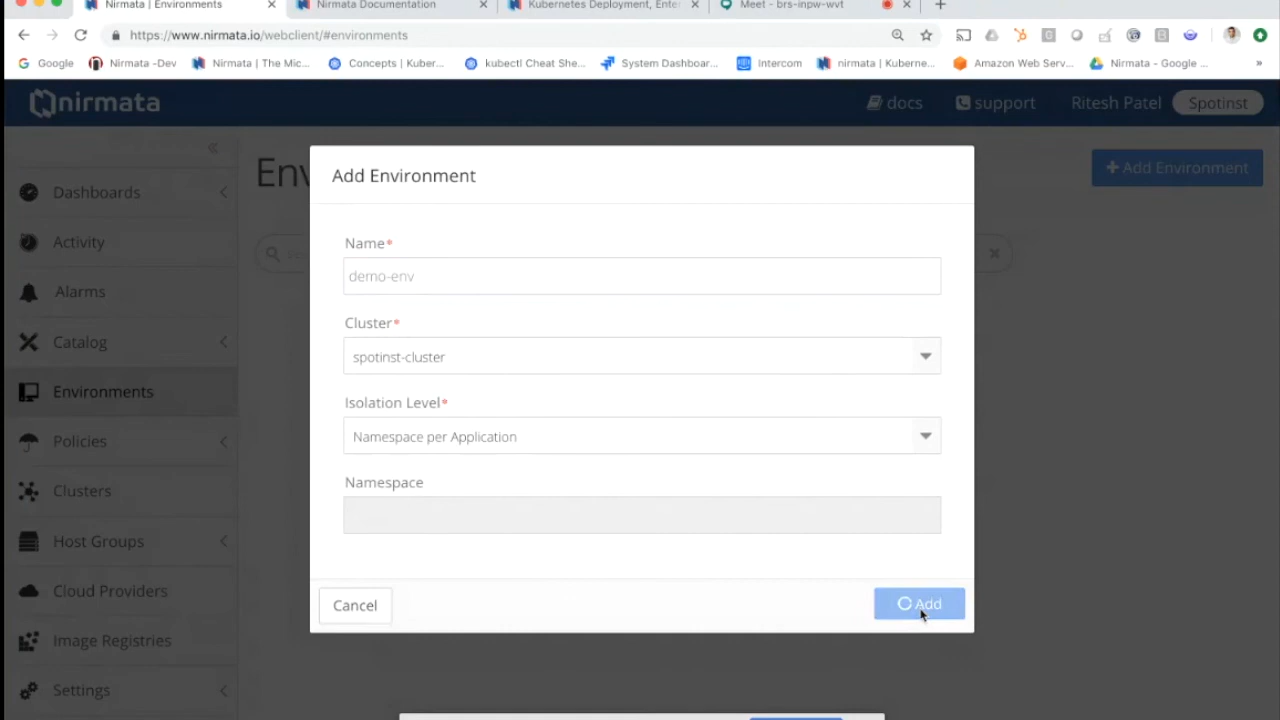 Nirmata | Environments
Nirmata Documentation
Kubernetes Deployment, Enter
Meet - brs-inpw-wvt
https://www.nirmata.io/webclient/#environments
Google
Nirmata -Dev
Nirmata | The Mic...
Concepts | Kuber...
kubectl Cheat She...
System Dashboar...
Intercom
nirmata | Kuberne...
Amazon Web Serv...
Nirmata - Google ...
»
nirmata
docs
support
Ritesh Patel
Spotinst
«
Dashboards
Activity
Alarms
Catalog
Environments
Policies
Clusters
Host Groups
Cloud Providers
Image Registries
Settings
Env
+ Add Environment
Add Environment
Name*
demo-env
Cluster*
spotinst-cluster
Isolation Level*
Namespace per Application
Namespace
Cancel
Add